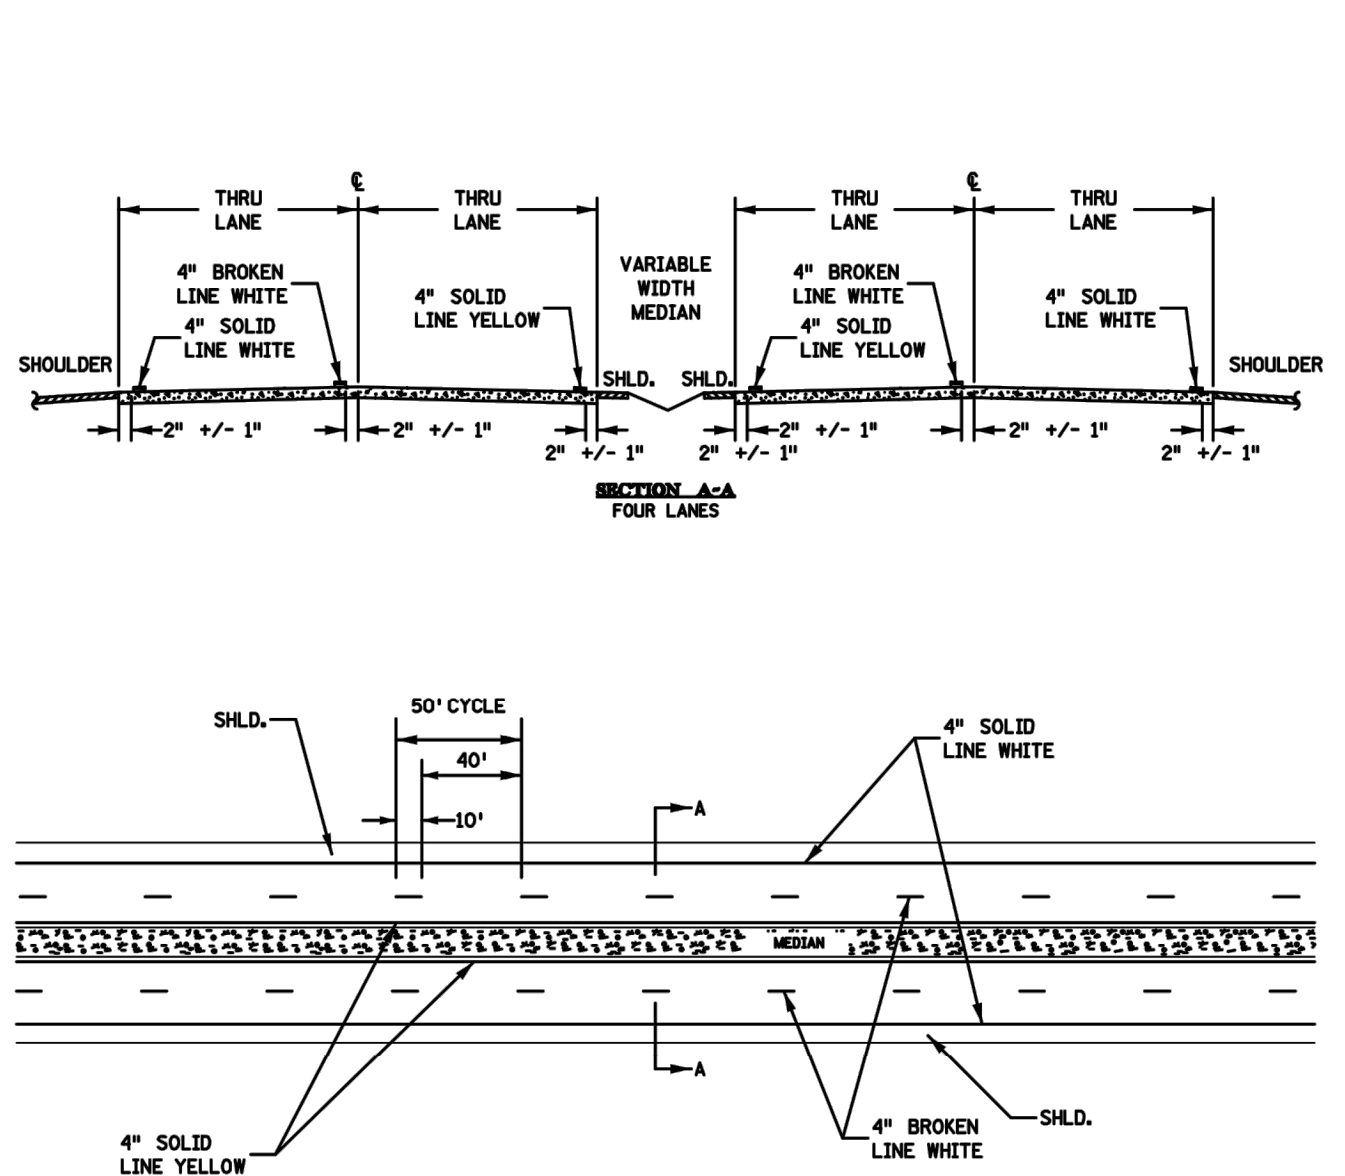 ℄ ℄
THRU THRU THRU THRU
LANE LANE LANE LANE
VARIABLE
WIDTH
MEDIAN
4" BROKEN
LINE WHITE
4" SOLID
LINE YELLOW
4" BROKEN
LINE WHITE
4" SOLID
LINE WHITE
4" SOLID
LINE WHITE
4" SOLID
LINE YELLOW
SHOULDER SHLD. SHLD. SHOULDER
2" +/- 1" 2" +/- 1" 2" +/- 1" 2" +/- 1"
2" +/- 1" 2" +/- 1" 2" +/- 1"
SECTION A-A
FOUR LANES
50' CYCLE
SHLD.
4" SOLID
LINE WHITE
40'
A
10'
MEDIAN
A
4" BROKEN
LINE WHITE
SHLD.
4" SOLID
LINE YELLOW